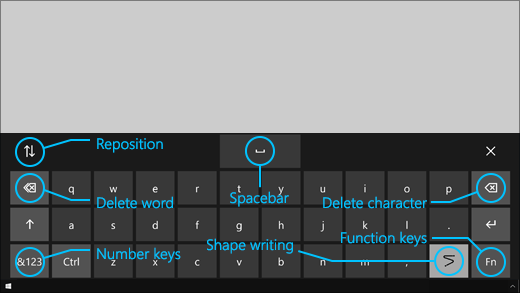 Reposition
q w e r t y u i o p
Delete word
Spacebar
Delete character
a s d f g h j k l .
Function keys
Shape writing
Number keys
&123 Ctrl z x c v b n m , Fn